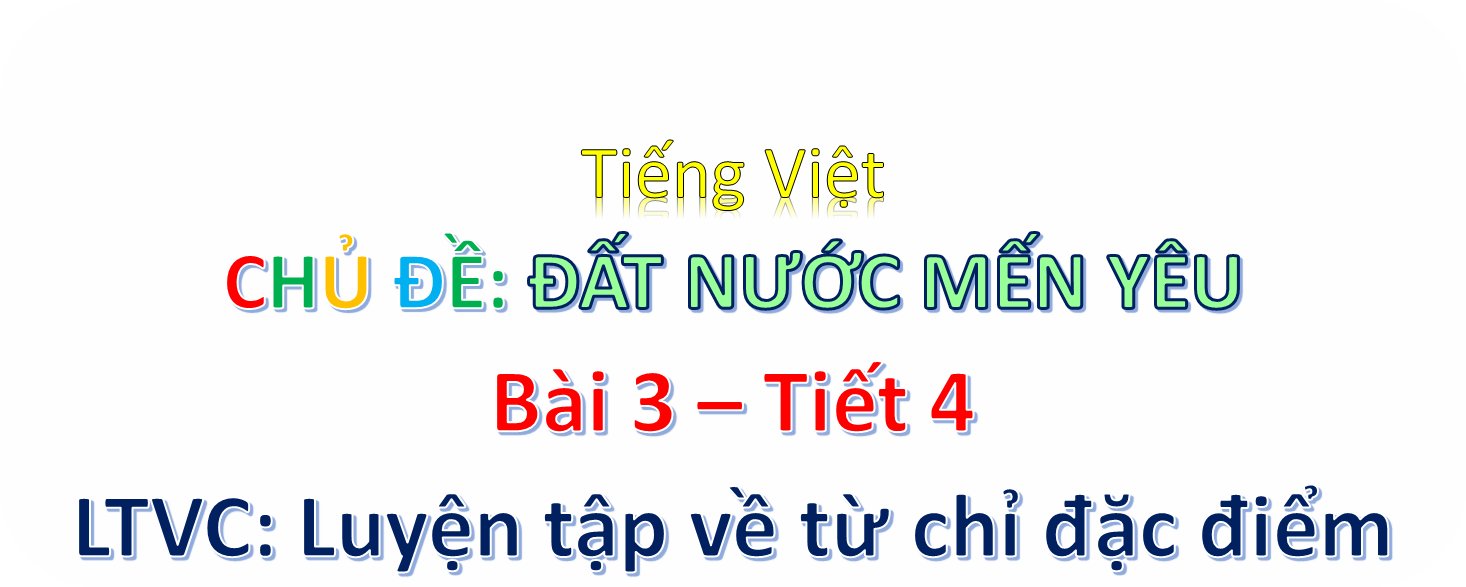 Tiếng Việt
CHỦ ĐỀ: ĐẤT NƯỚC MẾN YÊU
Bài 3 – Tiết 4
LTVC: Luyện tập về từ chỉ đặc điểm